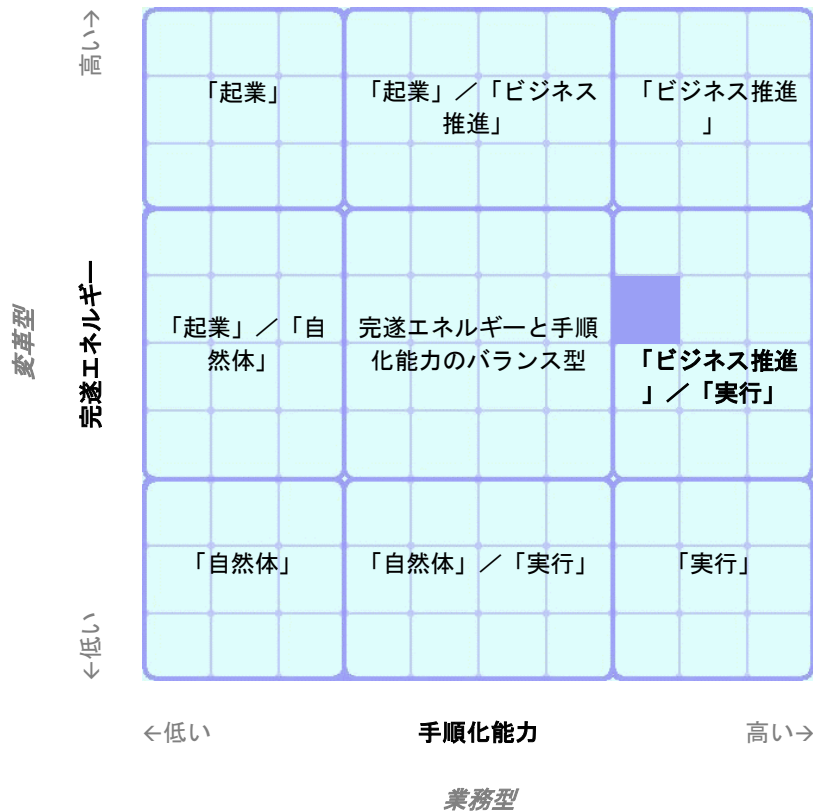 高い→
「起業」
「起業」／「ビジネス
推進」
「ビジネス推進
」
変革型
完遂エネルギー
「起業」／「自
然体」
完遂エネルギーと手順
化能力のバランス型
「ビジネス推進
」／「実行」
「自然体」
「自然体」／「実行」
「実行」
←低い
←低い
手順化能力
高い→
業務型